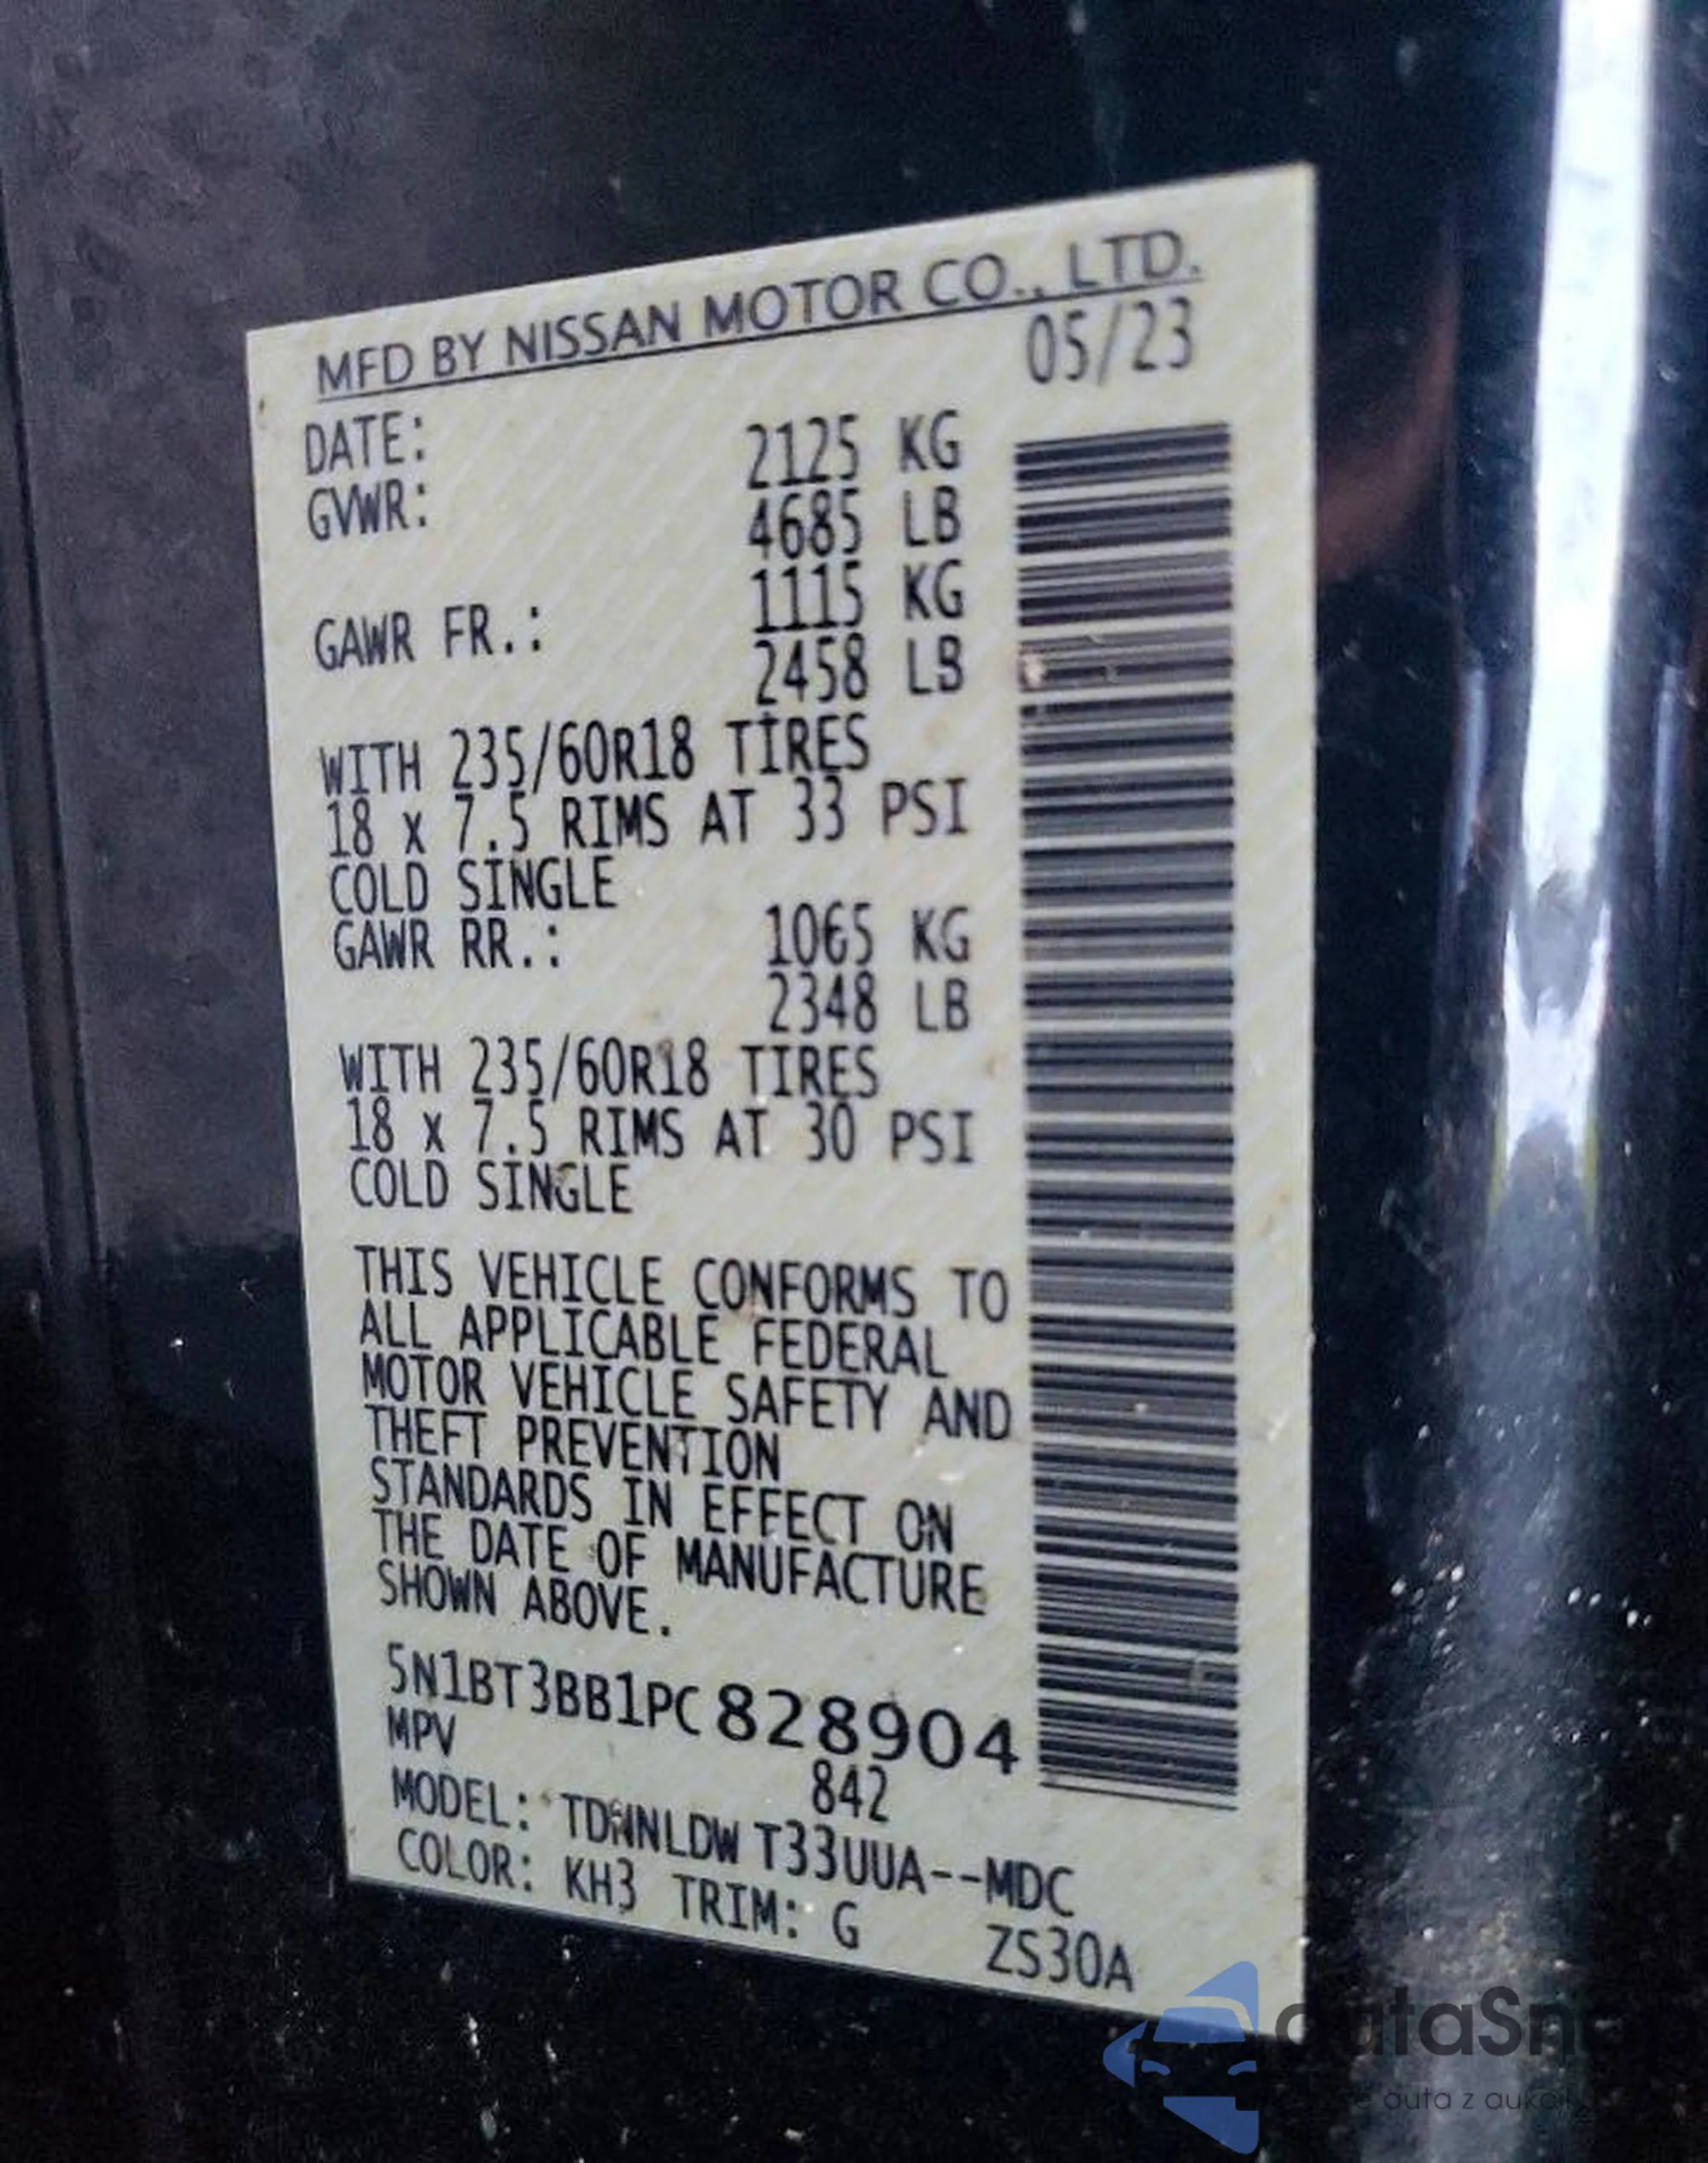 MFD BY NISSAN MOTOR CO., LTD.
DATE: 05/23
GVWR: 2125 KG
4685 LB
GAWR FR.: 1115 KG
2458 LB
WITH 235/60R18 TIRES
18 x 7.5 RIMS AT 33 PSI
COLD SINGLE
GAWR RR.: 1065 KG
2348 LB
WITH 235/60R18 TIRES
18 x 7.5 RIMS AT 30 PSI
COLD SINGLE
THIS VEHICLE CONFORMS TO
ALL APPLICABLE FEDERAL
MOTOR VEHICLE SAFETY AND
THEFT PREVENTION
STANDARDS IN EFFECT ON
THE DATE OF MANUFACTURE
SHOWN ABOVE.
5N1BT3BB1PC828904
MPV 842
MODEL: TDNNLDW T33UUA--MDC
COLOR: KH3 TRIM: G ZS30A
auta z